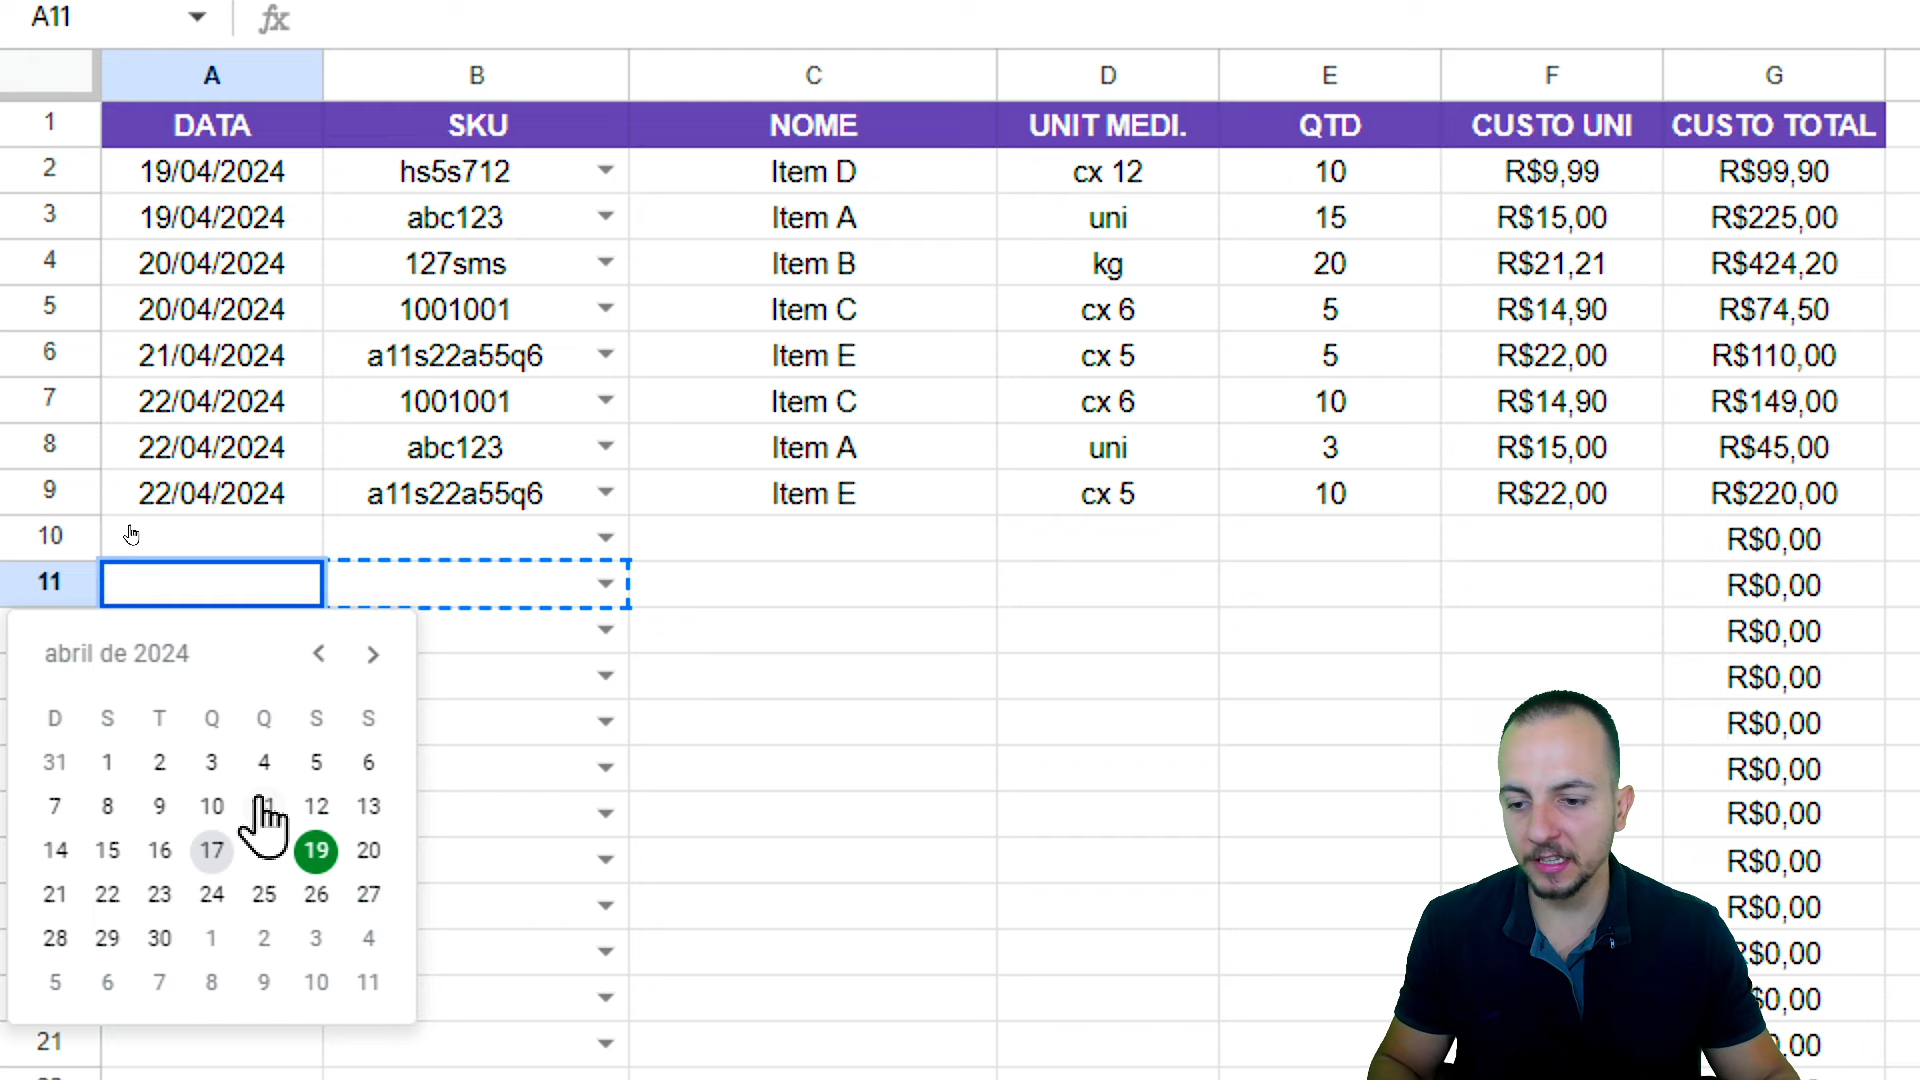 A11 fx
A B C D E F G
1 DATA SKU NOME UNIT MEDI. QTD CUSTO UNI CUSTO TOTAL
2 19/04/2024 hs5s712 Item D cx 12 10 R$9,99 R$99,90
3 19/04/2024 abc123 Item A uni 15 R$15,00 R$225,00
4 20/04/2024 127sms Item B kg 20 R$21,21 R$424,20
5 20/04/2024 1001001 Item C cx 6 5 R$14,90 R$74,50
6 21/04/2024 a11s22a55q6 Item E cx 5 5 R$22,00 R$110,00
7 22/04/2024 1001001 Item C cx 6 10 R$14,90 R$149,00
8 22/04/2024 abc123 Item A uni 3 R$15,00 R$45,00
9 22/04/2024 a11s22a55q6 Item E cx 5 10 R$22,00 R$220,00
10 R$0,00
11 R$0,00
R$0,00
R$0,00
R$0,00
R$0,00
R$0,00
R$0,00
R$0,00
abril de 2024
D S T Q Q S S
31 1 2 3 4 5 6
7 8 9 10 12 13
14 15 16 17 19 20
21 22 23 24 25 26 27
28 29 30 1 2 3 4
5 6 7 8 9 10 11
21